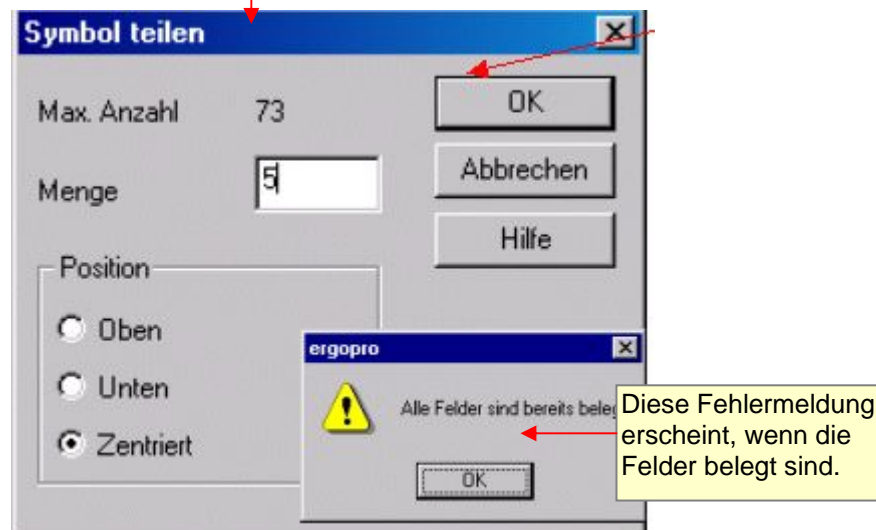 Symbol teilen
Max. Anzahl 73
OK
Menge 5
Abbrechen
Hilfe
Position
Oben
Unten
Zentriert
ergopro
Alle Felder sind bereits
OK
Diese Fehlermeldung
erscheint, wenn die
Felder belegt sind.